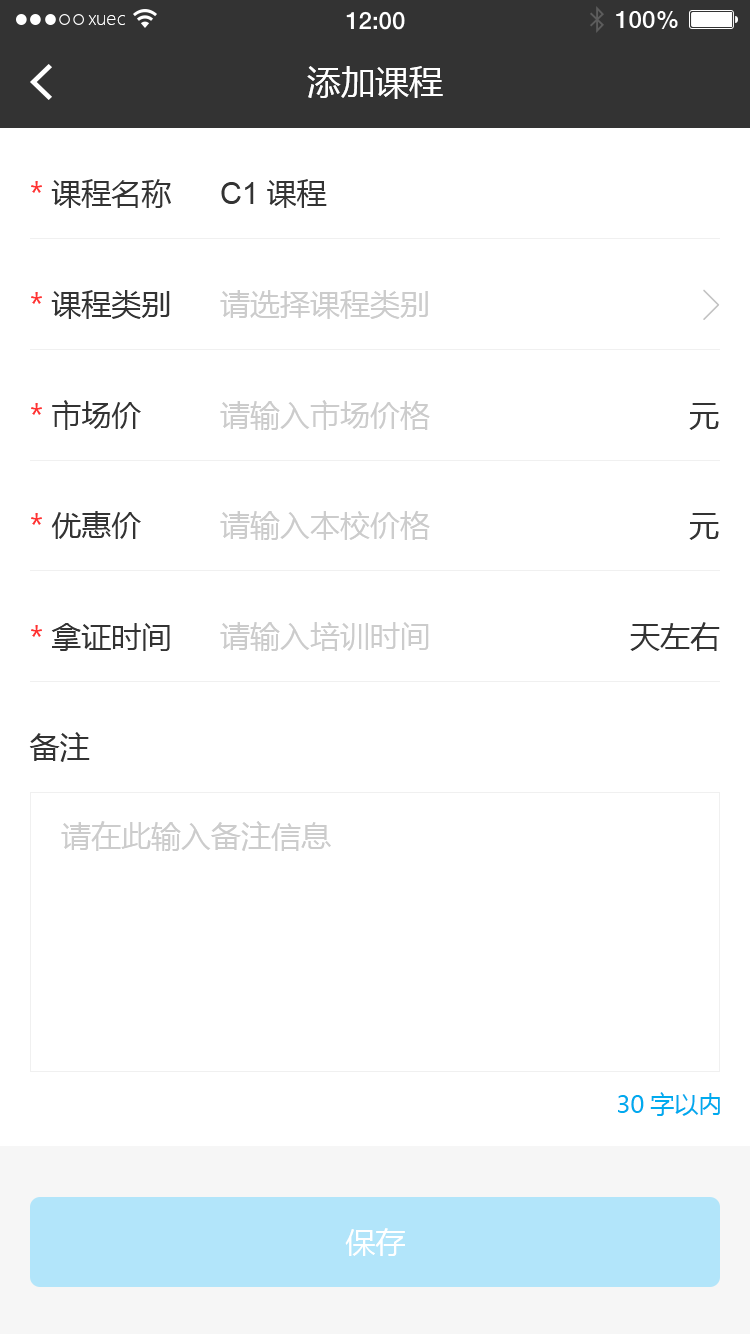 xuec 12:00 100%
添加课程
* 课程名称 C1 课程
* 课程类别 请选择课程类别
* 市场价 请输入市场价格 元
* 优惠价 请输入本校价格 元
* 拿证时间 请输入培训时间 天左右
备注
请在此输入备注信息
30 字以内
保存